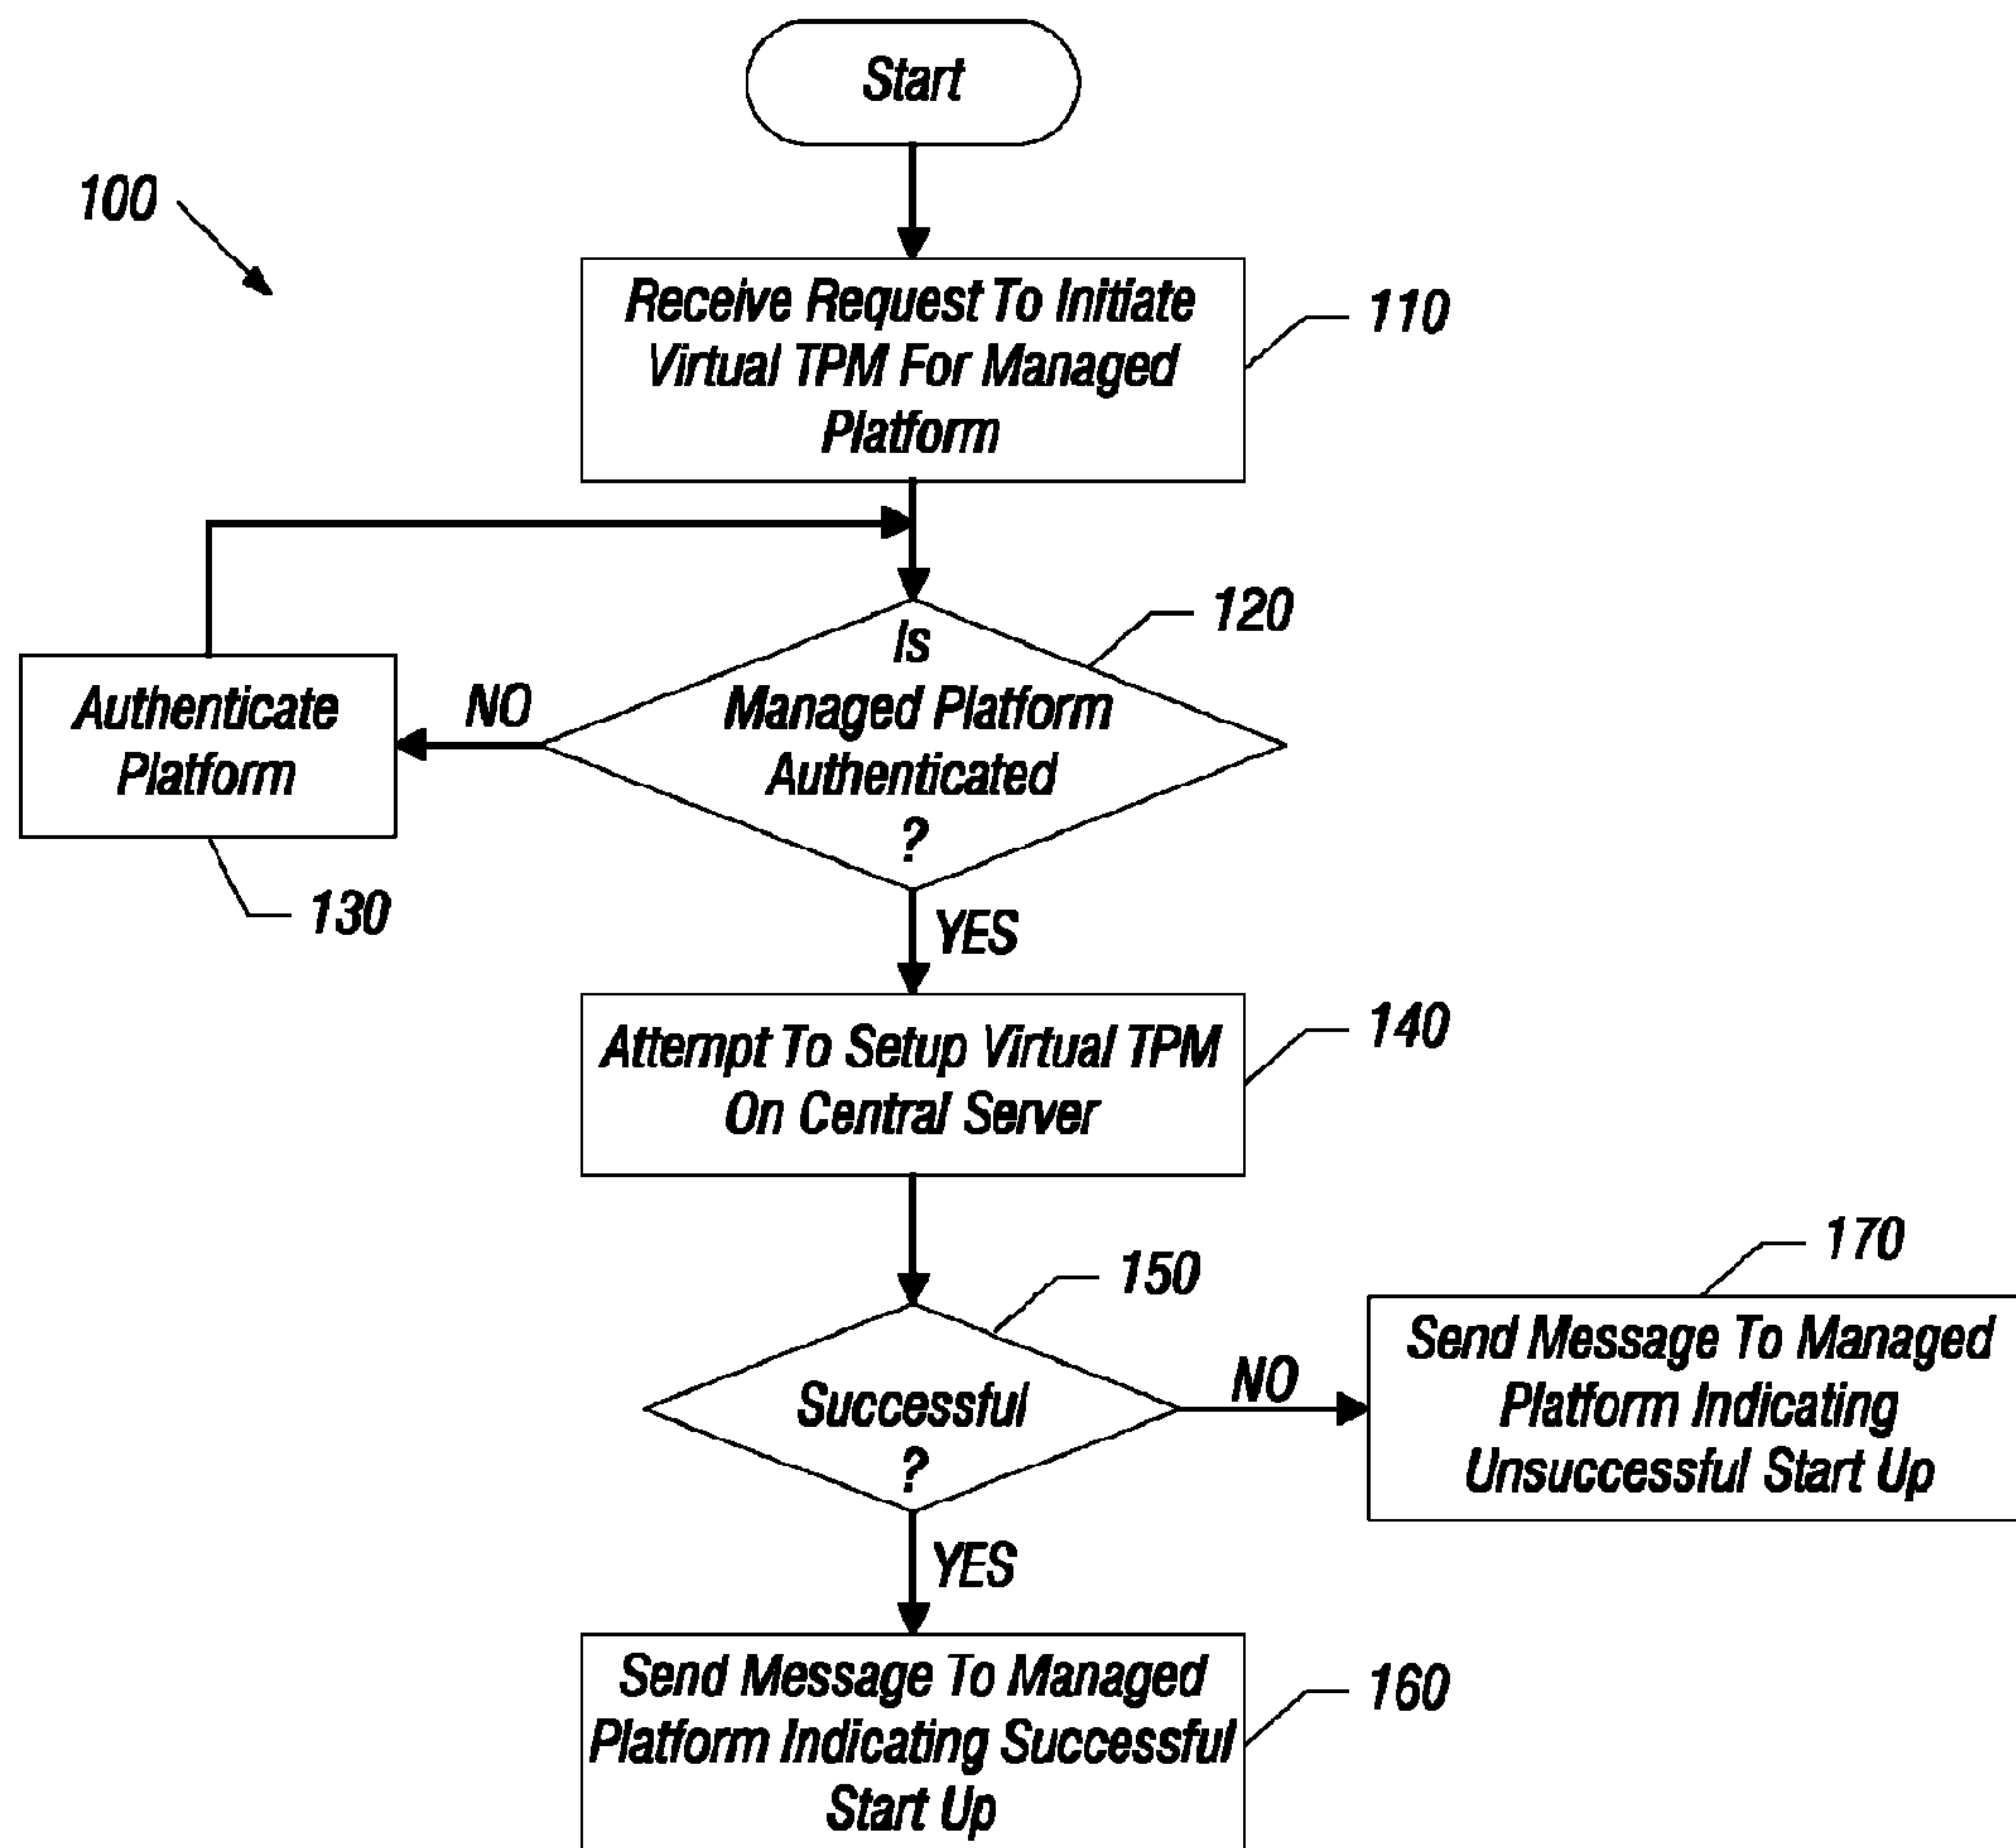 Start
100
Receive Request To Initiate
Virtual TPM For Managed
Platform
110
Is
Managed Platform
Authenticated
?
120
NO
Authenticate
Platform
130
YES
Attempt To Setup Virtual TPM
On Central Server
140
Successful
?
150
NO
Send Message To Managed
Platform Indicating
Unsuccessful Start Up
170
YES
Send Message To Managed
Platform Indicating Successful
Start Up
160